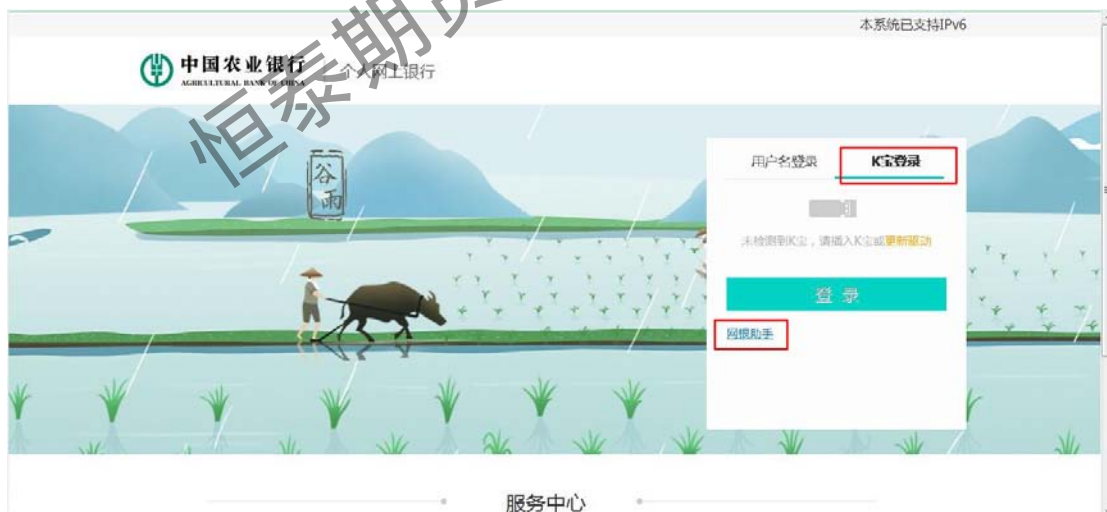 本系统已支持IPv6
中国农业银行 个人网上银行
AGRICULTURAL BANK OF CHINA
恒泰期货
谷雨
用户名登录 K宝登录
未检测到K宝，请插入K宝或更新驱动
登 录
网银助手
服务中心